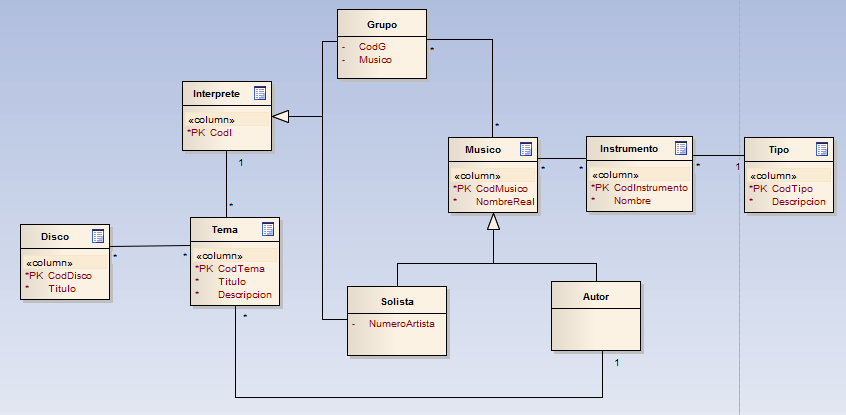 Grupo
- CodG
- Musico
*
*
Interprete
«column»
*PK CodI
1
*
Musico
«column»
*PK CodMusico
* NombreReal
*
*
Instrumento
«column»
*PK CodInstrumento
* Nombre
*
1
Tipo
«column»
*PK CodTipo
* Descripcion
Disco
«column»
*PK CodDisco
* Titulo
*
*
Tema
«column»
*PK CodTema
* Titulo
* Descripcion
*
Solista
- NumeroArtista
Autor
1